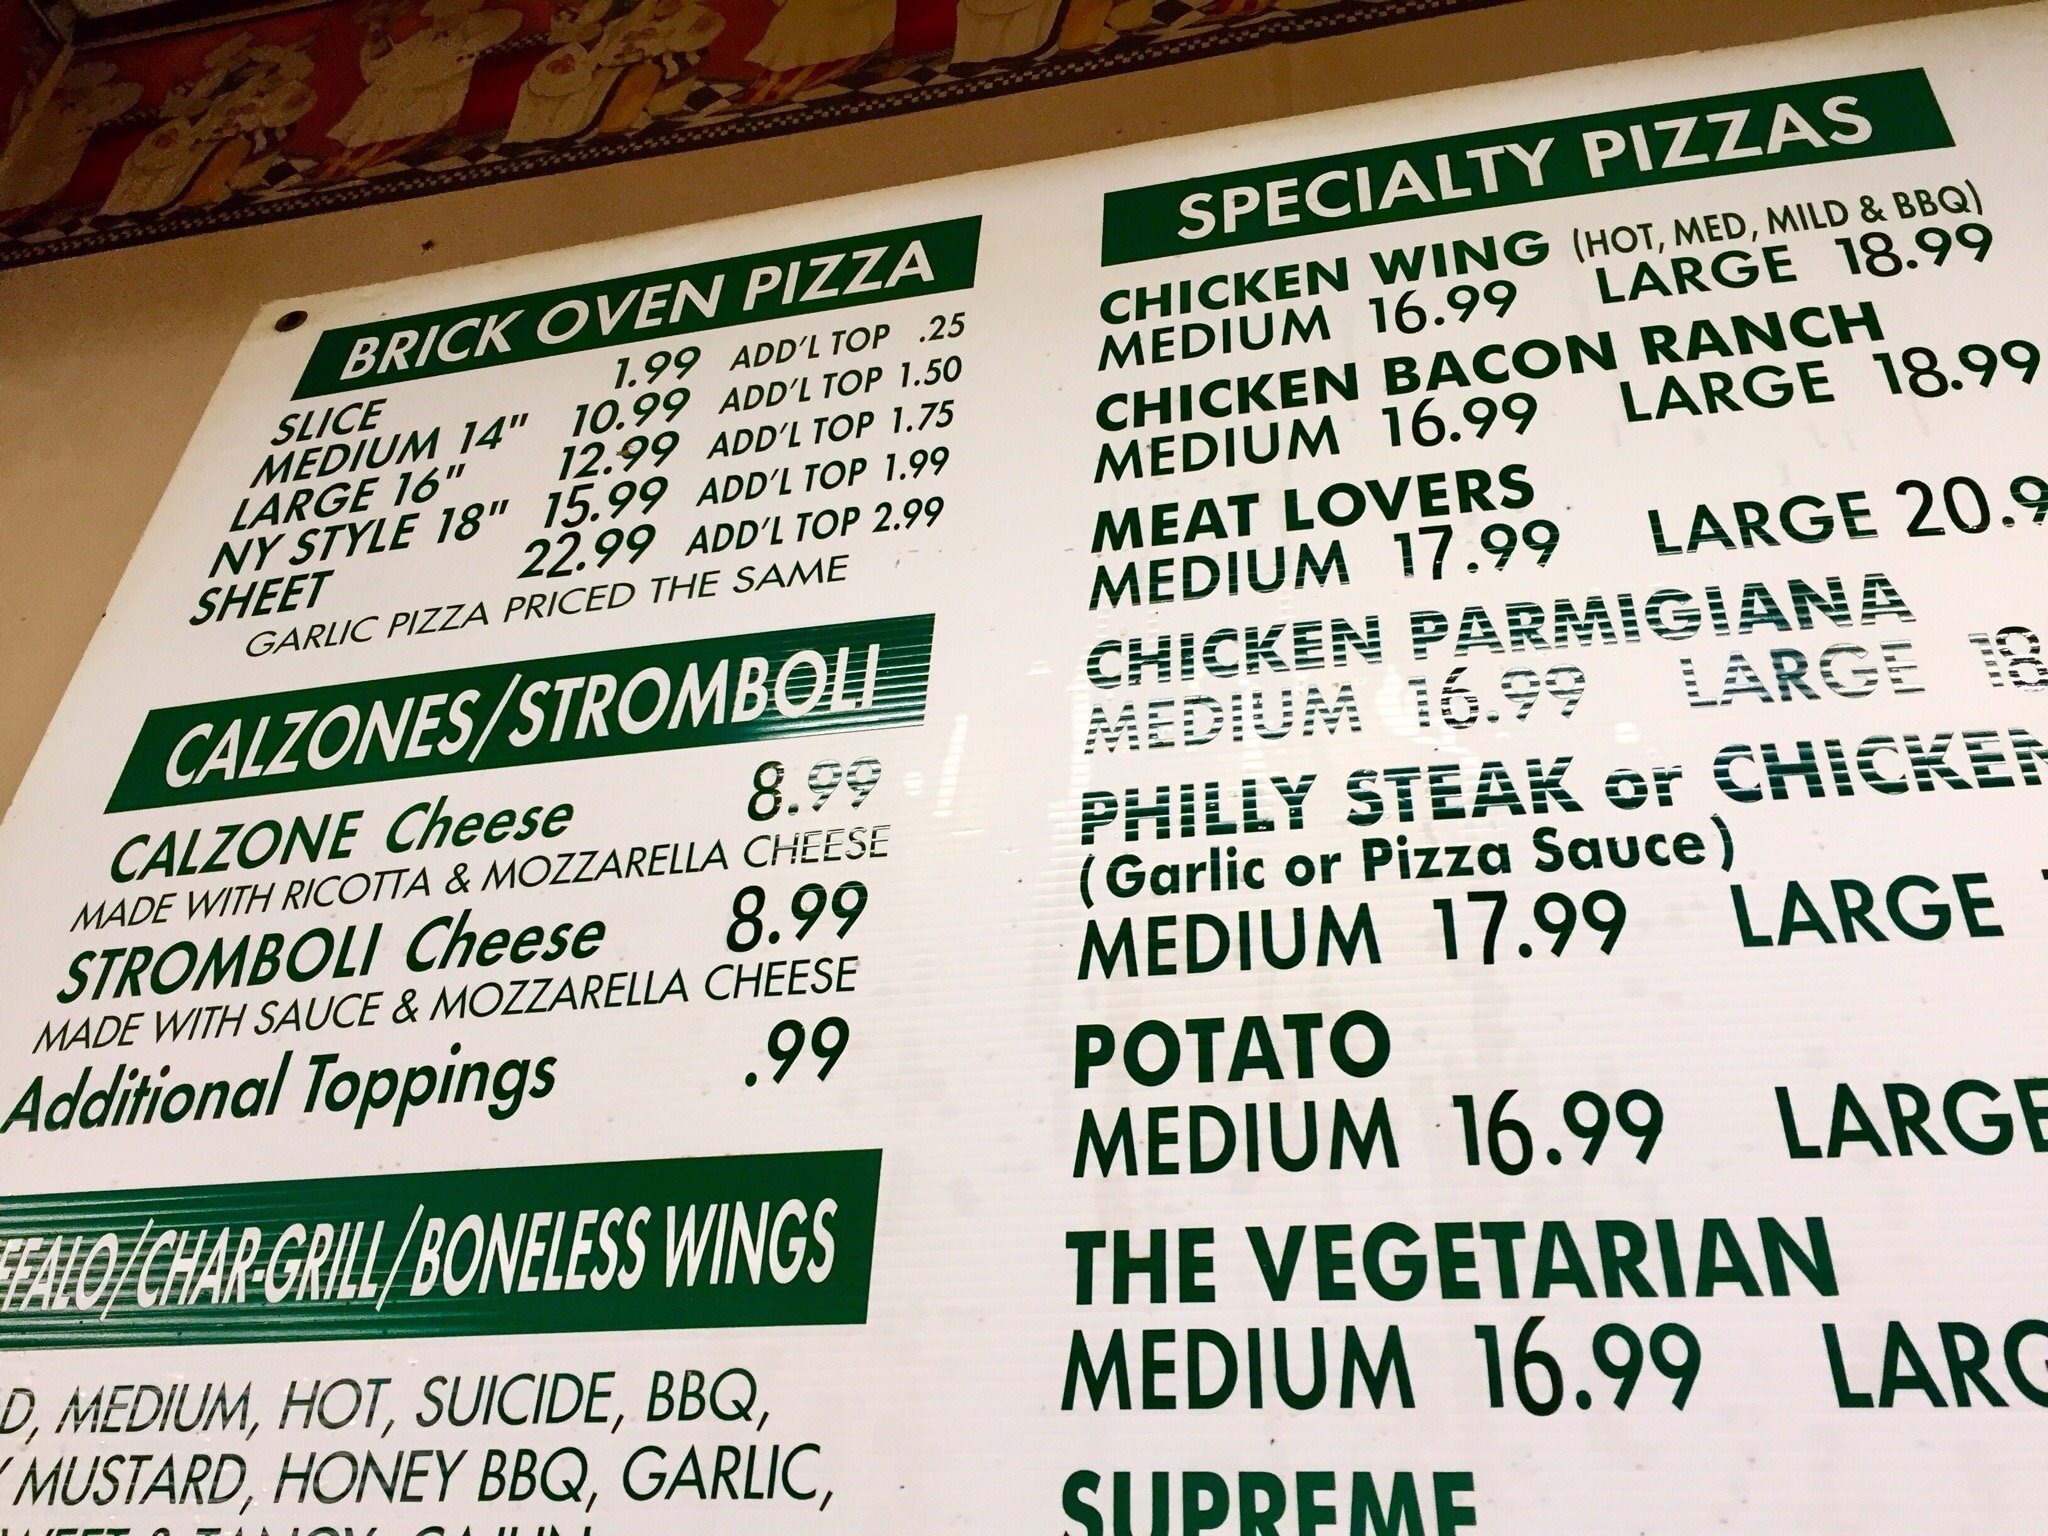 BRICK OVEN PIZZA
SLICE 1.99 ADD'L TOP .25
MEDIUM 14" 10.99 ADD'L TOP 1.50
LARGE 16" 12.99 ADD'L TOP 1.75
NY STYLE 18" 15.99 ADD'L TOP 1.99
SHEET 22.99 ADD'L TOP 2.99
GARLIC PIZZA PRICED THE SAME
CALZONES/STROMBOLI
CALZONE Cheese 8.99
MADE WITH RICOTTA & MOZZARELLA CHEESE
STROMBOLI Cheese 8.99
MADE WITH SAUCE & MOZZARELLA CHEESE
Additional Toppings .99
/CHAR-GRILL/BONELESS WINGS
MEDIUM, HOT, SUICIDE, BBQ,
MUSTARD, HONEY BBQ, GARLIC,
SPECIALTY PIZZAS
CHICKEN WING (HOT, MED, MILD & BBQ)
MEDIUM 16.99 LARGE 18.99
CHICKEN BACON RANCH
MEDIUM 16.99 LARGE 18.99
MEAT LOVERS
MEDIUM 17.99 LARGE 20.9
CHICKEN PARMIGIANA
MEDIUM 16.99 LARGE 18
PHILLY STEAK or CHICKEN
(Garlic or Pizza Sauce)
MEDIUM 17.99 LARGE
POTATO
MEDIUM 16.99 LARGE
THE VEGETARIAN
MEDIUM 16.99 LARG
SUPREME